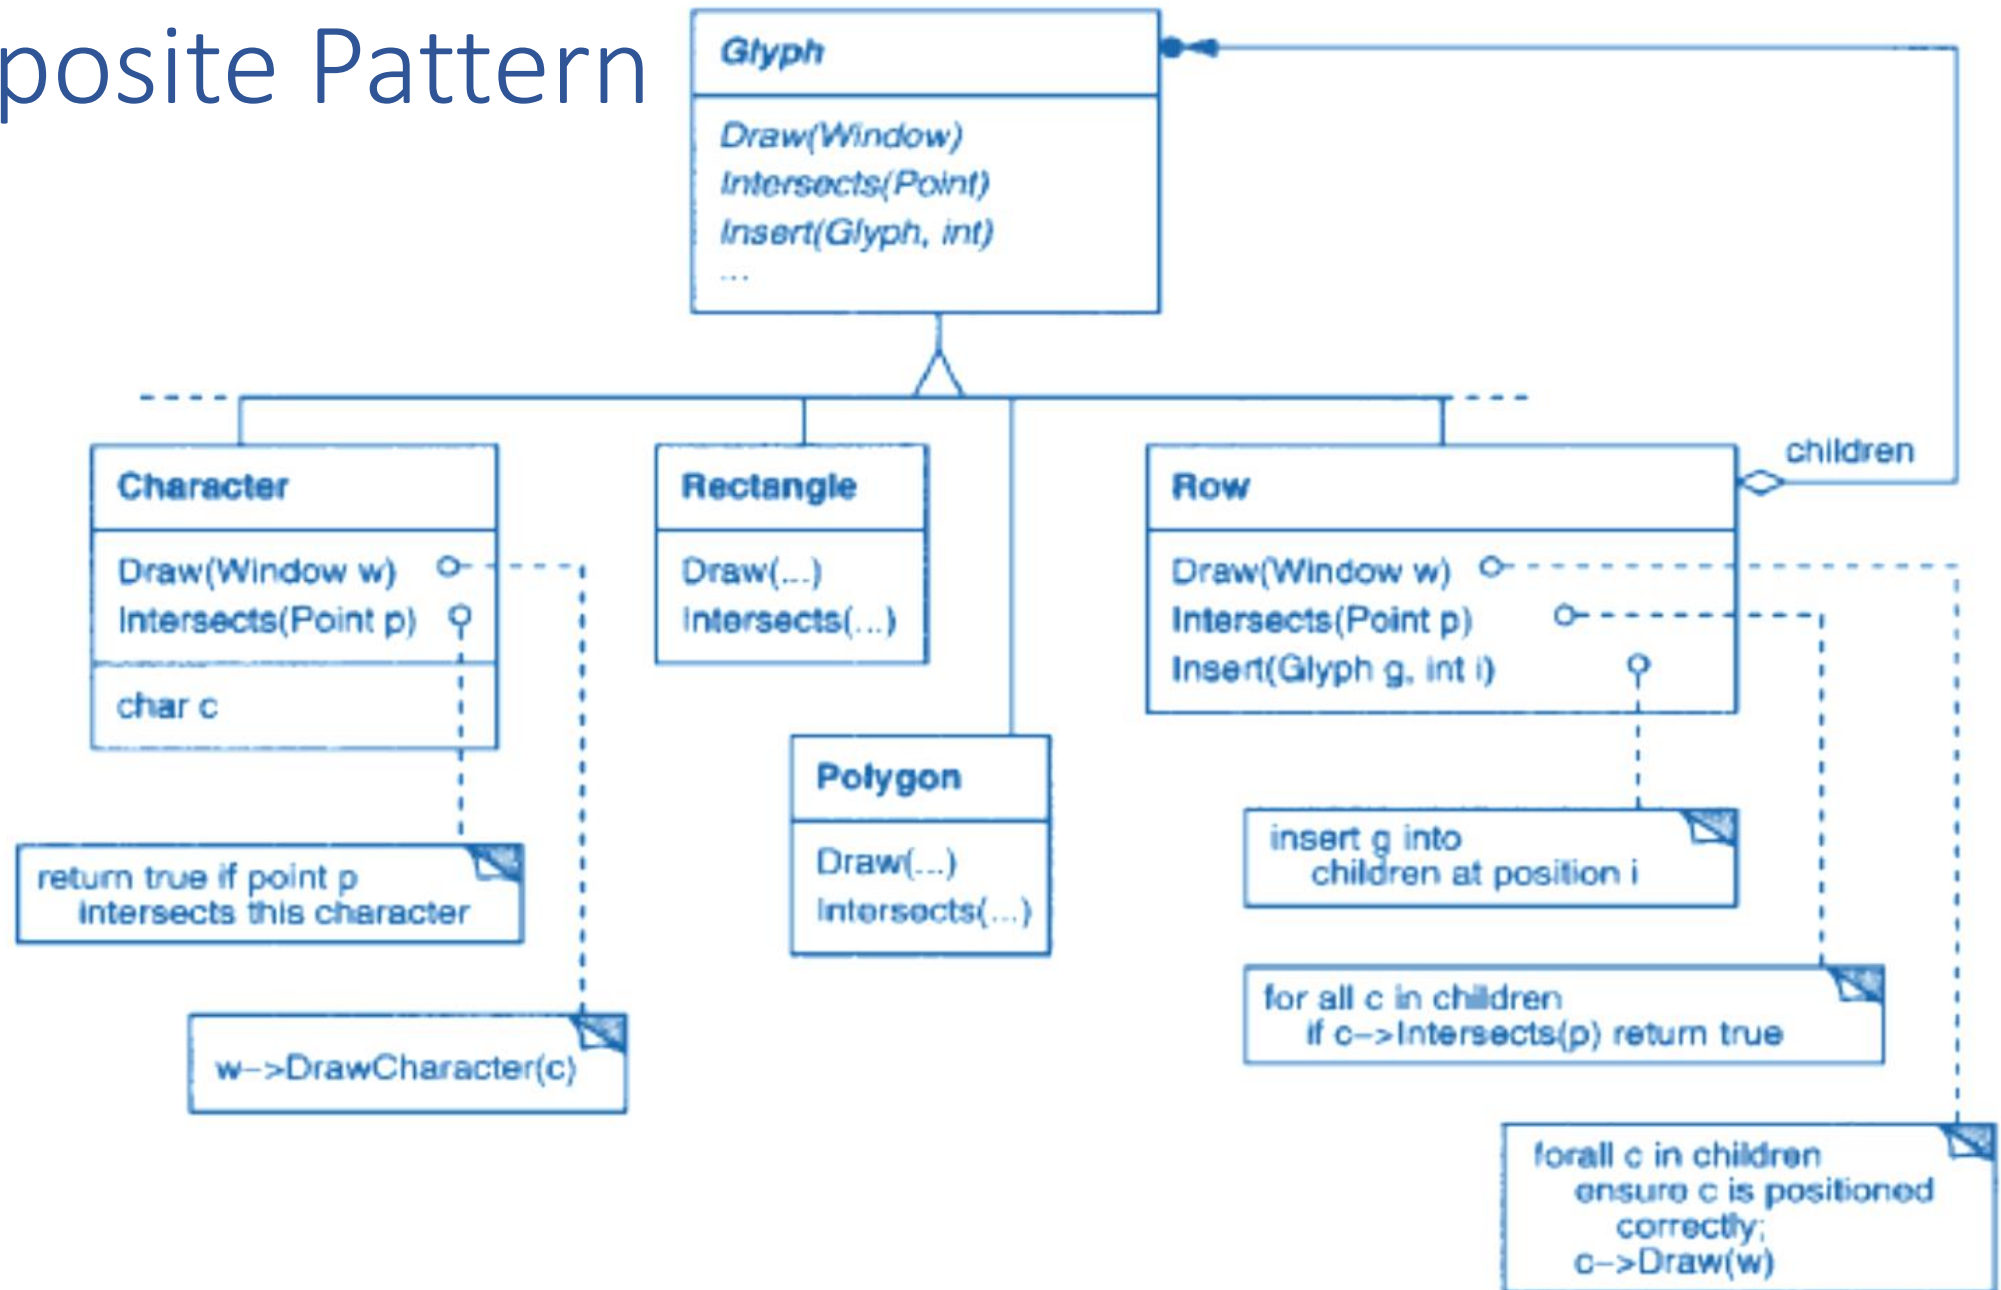 posite Pattern
Glyph
Draw(Window)
Intersects(Point)
Insert(Glyph, int)
...
children
Character
Draw(Window w)
Intersects(Point p)
char c
Rectangle
Draw(...)
Intersects(...)
Row
Draw(Window w)
Intersects(Point p)
Insert(Glyph g, int i)
Polygon
Draw(...)
Intersects(...)
return true if point p
intersects this character
w->DrawCharacter(c)
insert g into
children at position i
for all c in children
if c->Intersects(p) return true
forall c in children
ensure c is positioned
correctly;
c->Draw(w)